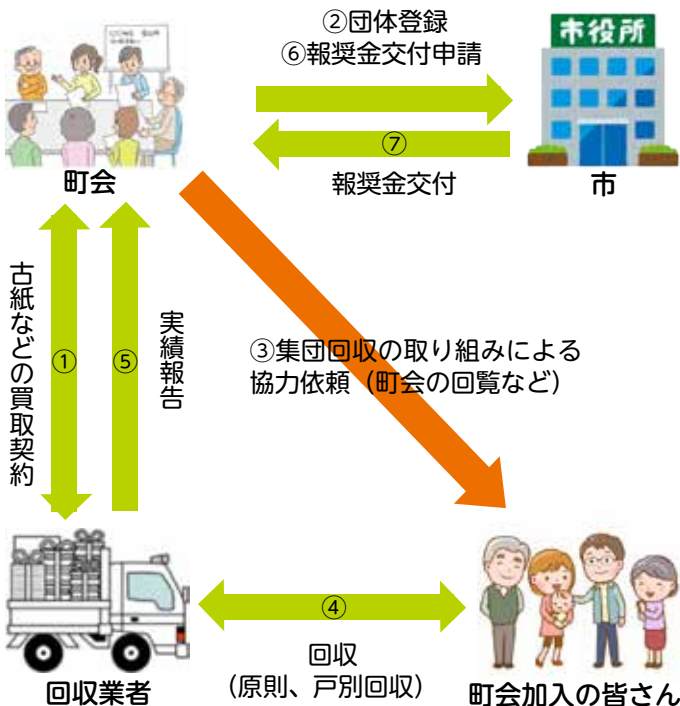 ②団体登録
⑥報奨金交付申請
市役所
⑦
報奨金交付
町会
市
古紙などの買取契約
①
⑤
実績報告
③集団回収の取り組みによる
協力依頼（町会の回覧など）
④
回収
（原則、戸別回収）
回収業者
町会加入の皆さん